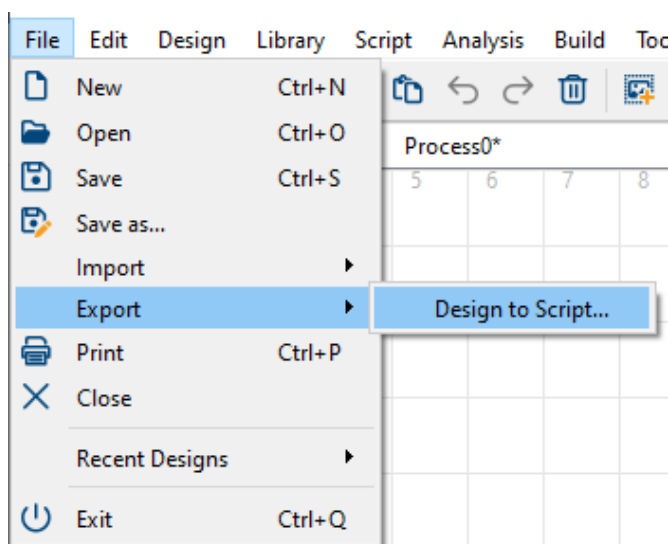 File Edit Design Library Script Analysis Build
New Ctrl+N
Open Ctrl+O
Process0*
Save Ctrl+S
5 6 7 8
Save as...
Import
Export
Design to Script...
Print Ctrl+P
Close
Recent Designs
Exit Ctrl+Q